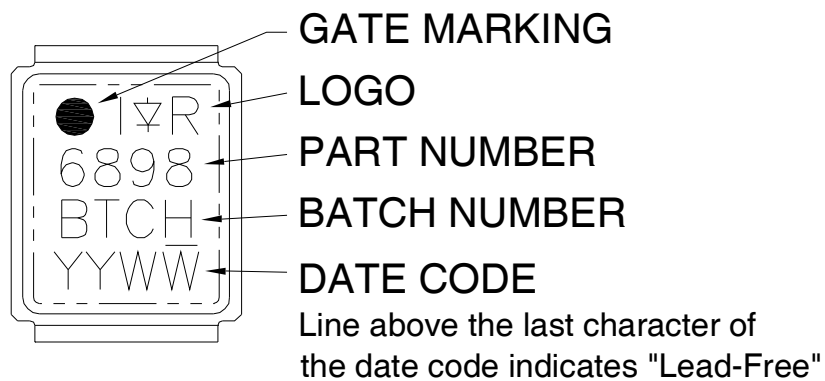 GATE MARKING
I R
LOGO
6898
PART NUMBER
BTCH
BATCH NUMBER
YYWW̅
DATE CODE
Line above the last character of
the date code indicates "Lead-Free"